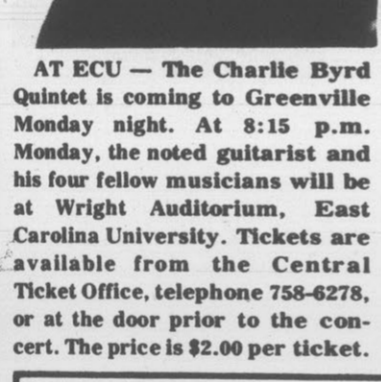 AT ECU — The Charlie Byrd
Quintet is coming to Greenville
Monday night. At 8:15 p.m.
Monday, the noted guitarist and
his four fellow musicians will be
at Wright Auditorium, East
Carolina University. Tickets are
available from the Central
Ticket Office, telephone 758-6278,
or at the door prior to the con-
cert. The price is $2.00 per ticket.